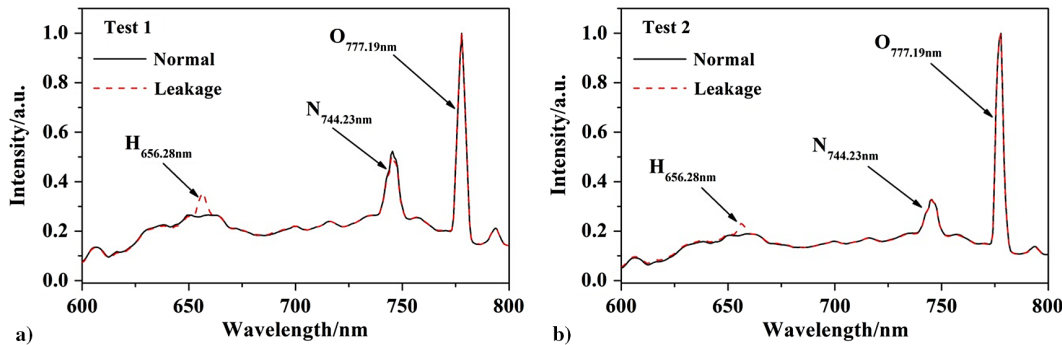 Test 1
Normal
Leakage
O777.19nm
N744.23nm
H656.28nm
Intensity/a.u.
1.0
0.8
0.6
0.4
0.2
0.0
600 650 700 750 800
Wavelength/nm
a)
Test 2
Normal
Leakage
O777.19nm
N744.23nm
H656.28nm
Intensity/a.u.
1.0
0.8
0.6
0.4
0.2
0.0
600 650 700 750 800
Wavelength/nm
b)